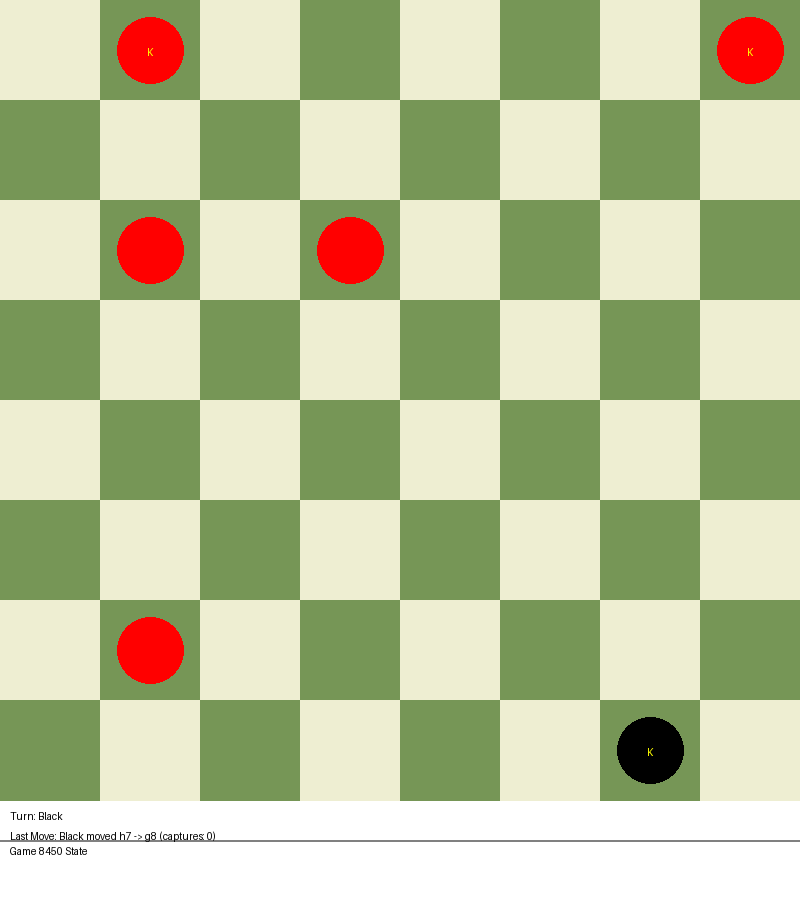 K K
K
Turn: Black
Last Move: Black moved h7 -> g8 (captures: 0)
Game 8450 State